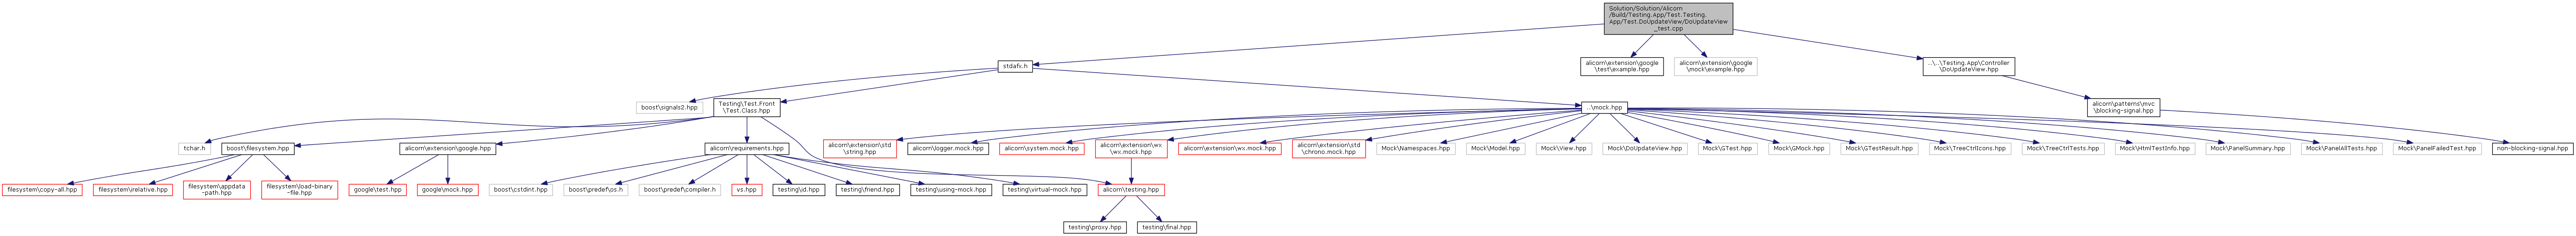 Solution/Solution/Alicorn
/Build/Testing.App/Test.Testing.
App/Test.DoUpdateView/DoUpdateView
_test.cpp
stdafx.h
alicorn\extension\google
\test\example.hpp
alicorn\extension\google
\mock\example.hpp
..\..\Testing.App\Controller
\DoUpdateView.hpp
boost\signals2.hpp
Testing\Test.Front
\Test.Class.hpp
..\mock.hpp
alicorn\patterns\mvc
\blocking-signal.hpp
tchar.h
boost\filesystem.hpp
alicorn\extension\google.hpp
alicorn\requirements.hpp
alicorn\extension\std
\string.hpp
alicorn\logger.mock.hpp
alicorn\system.mock.hpp
alicorn\extension\wx
\wx.mock.hpp
alicorn\extension\wx.mock.hpp
alicorn\extension\std
\chrono.mock.hpp
Mock\Namespaces.hpp
Mock\Model.hpp
Mock\View.hpp
Mock\DoUpdateView.hpp
Mock\GTest.hpp
Mock\GMock.hpp
Mock\GTestResult.hpp
Mock\TreeCtrlIcons.hpp
Mock\TreeCtrlTests.hpp
Mock\HtmlTestInfo.hpp
Mock\PanelSummary.hpp
Mock\PanelAllTests.hpp
Mock\PanelFailedTest.hpp
non-blocking-signal.hpp
filesystem\copy-all.hpp
filesystem\relative.hpp
filesystem\appdata
-path.hpp
filesystem\load-binary
-file.hpp
google\test.hpp
google\mock.hpp
boost\cstdint.hpp
boost\predef\os.h
boost\predef\compiler.h
vs.hpp
testing\id.hpp
testing\friend.hpp
testing\using-mock.hpp
testing\virtual-mock.hpp
alicorn\testing.hpp
testing\proxy.hpp
testing\final.hpp